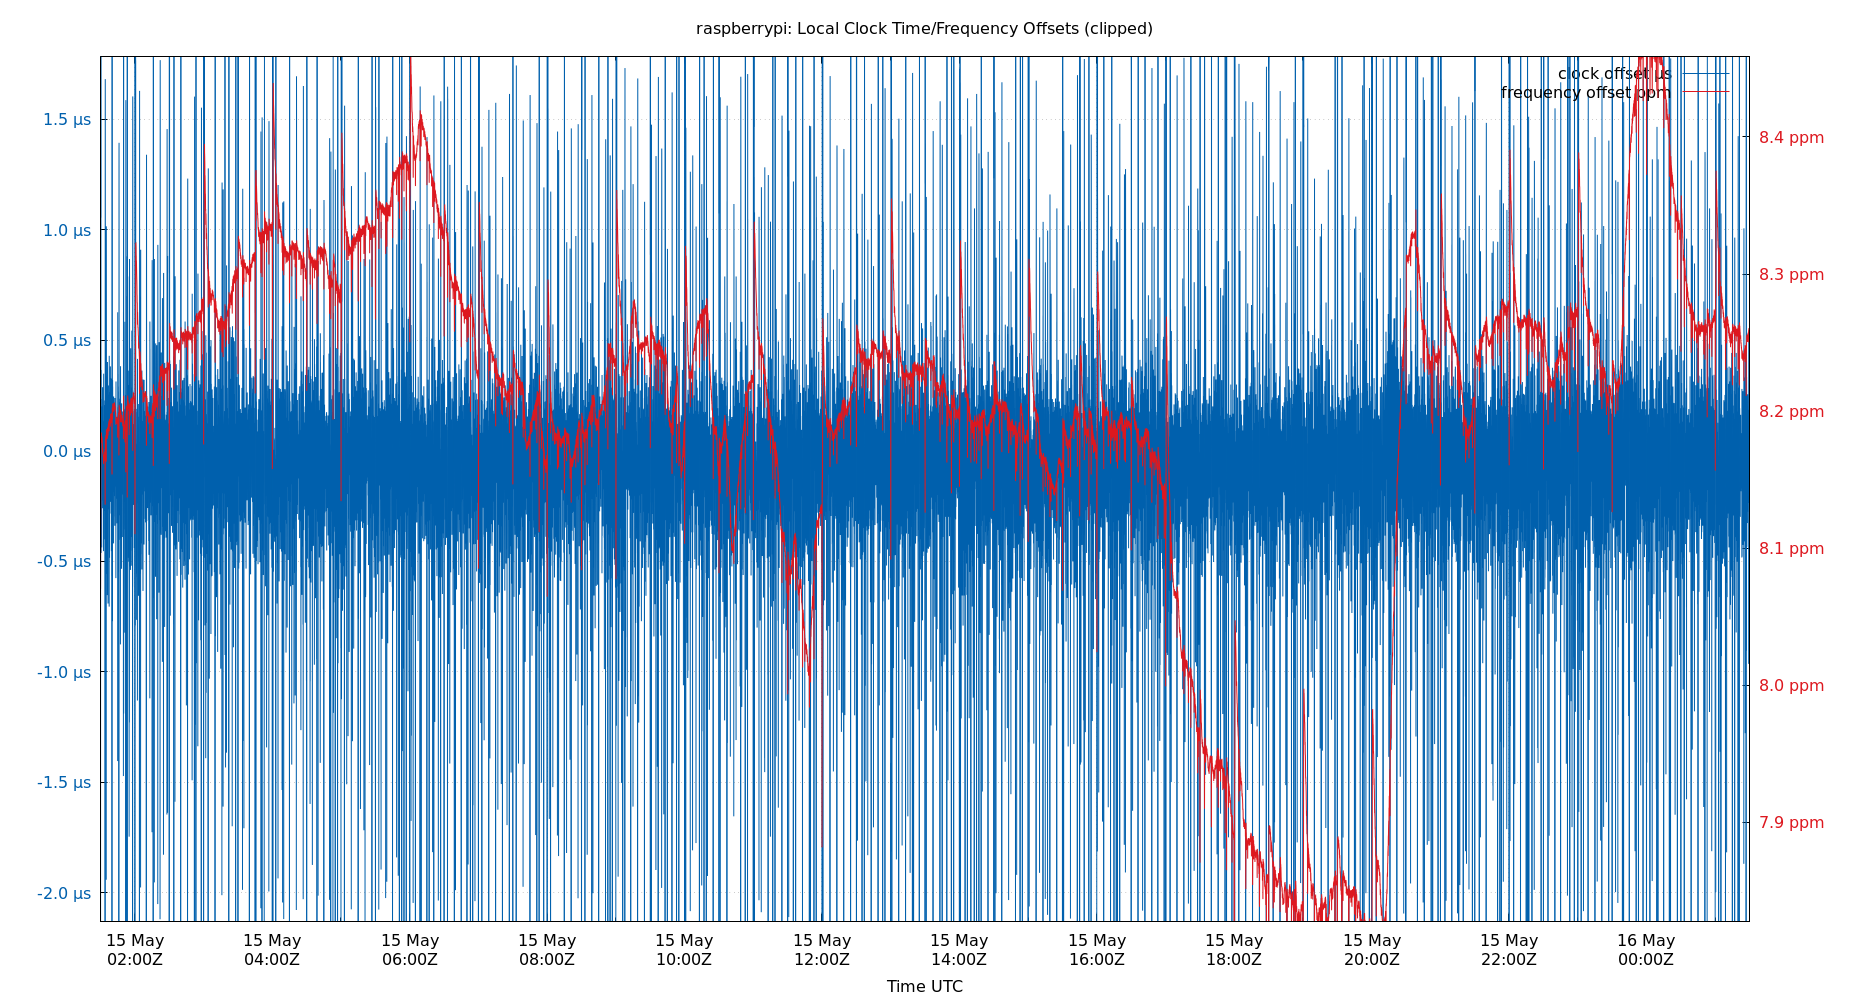 raspberrypi: Local Clock Time/Frequency Offsets (clipped)
clock offset µs
frequency offset ppm
1.5 µs
1.0 µs
0.5 µs
0.0 µs
-0.5 µs
-1.0 µs
-1.5 µs
-2.0 µs
8.4 ppm
8.3 ppm
8.2 ppm
8.1 ppm
8.0 ppm
7.9 ppm
15 May 15 May 15 May 15 May 15 May 15 May 15 May 15 May 15 May 15 May 15 May 16 May
02:00Z 04:00Z 06:00Z 08:00Z 10:00Z 12:00Z 14:00Z 16:00Z 18:00Z 20:00Z 22:00Z 00:00Z
Time UTC